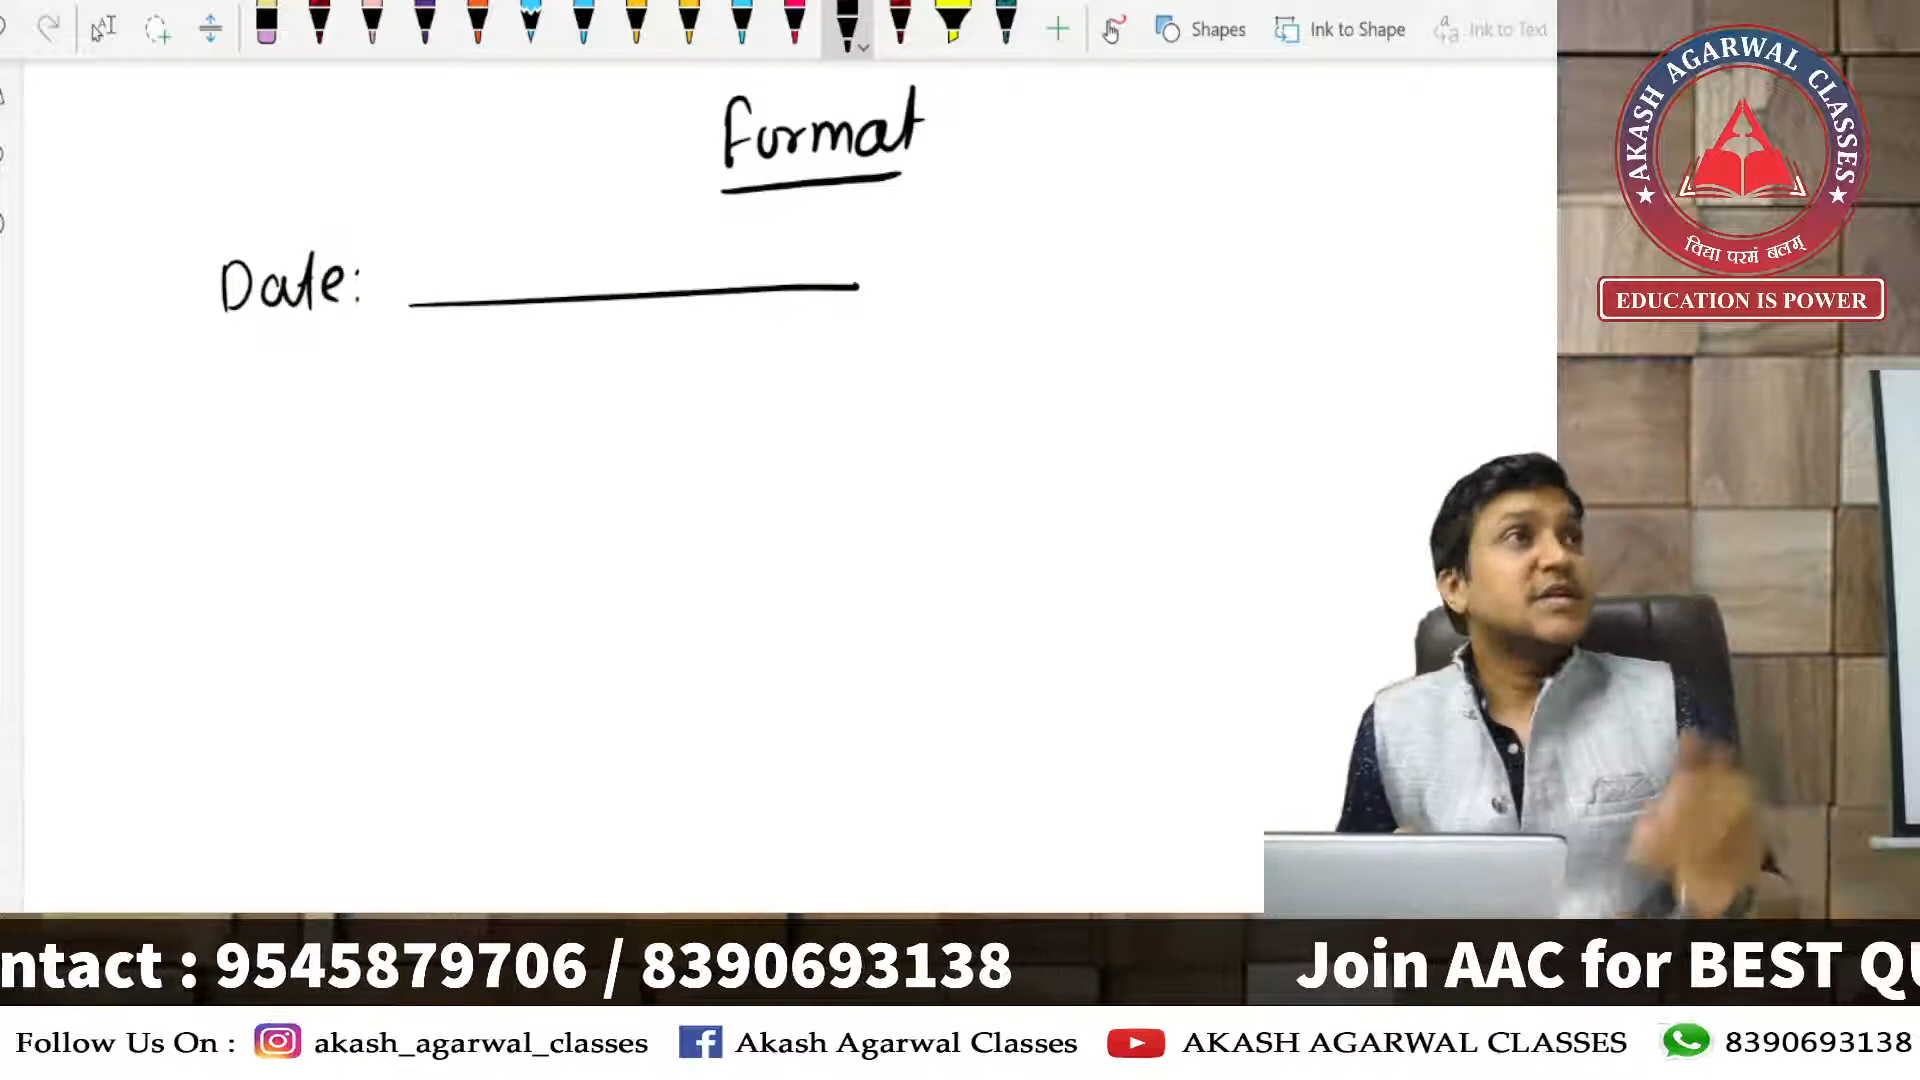 Shapes
Ink to Shape
Ink to Text
Format
Date:
AKASH AGARWAL CLASSES
विद्या परमं बलम्
EDUCATION IS POWER
ntact : 9545879706 / 8390693138 Join AAC for BEST QU
Follow Us On : akash_agarwal_classes Akash Agarwal Classes AKASH AGARWAL CLASSES 8390693138